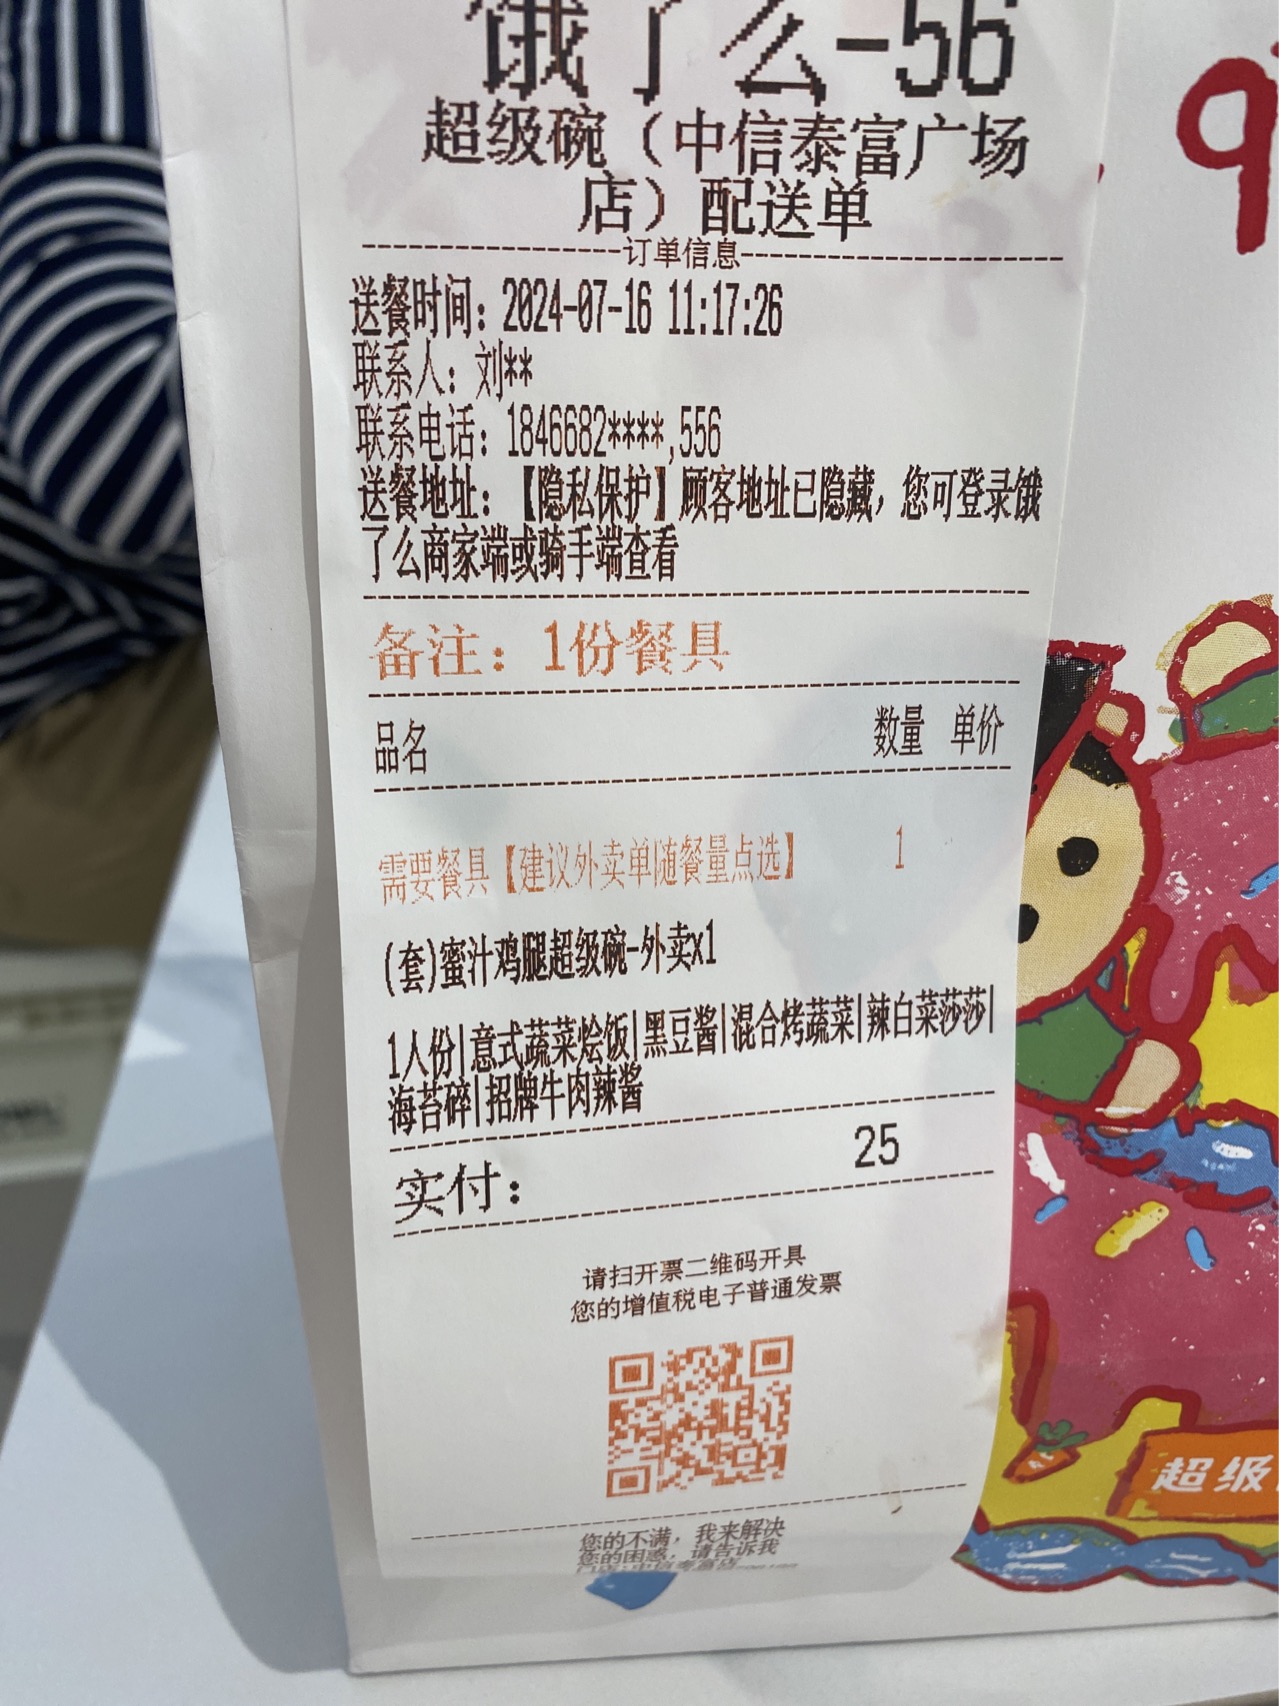 饿了么-56
超级碗（中信泰富广场
店）配送单
订单信息
送餐时间：2024-07-16 11:17:26
联系人：刘**
联系电话：1846682****,556
送餐地址：【隐私保护】顾客地址已隐藏，您可登录饿
了么商家端或骑手端查看
备注：1份餐具
品名 数量 单价
需要餐具【建议外卖单随餐量点选】 1
(套)蜜汁鸡腿超级碗-外卖x1
1人份|意式蔬菜烩饭|黑豆酱|混合烤蔬菜|辣白菜莎莎|
海苔碎|招牌牛肉辣酱
实付： 25
请扫开票二维码开具
您的增值税电子普通发票
您的不满，我来解决
您的困惑，请告诉我
超级